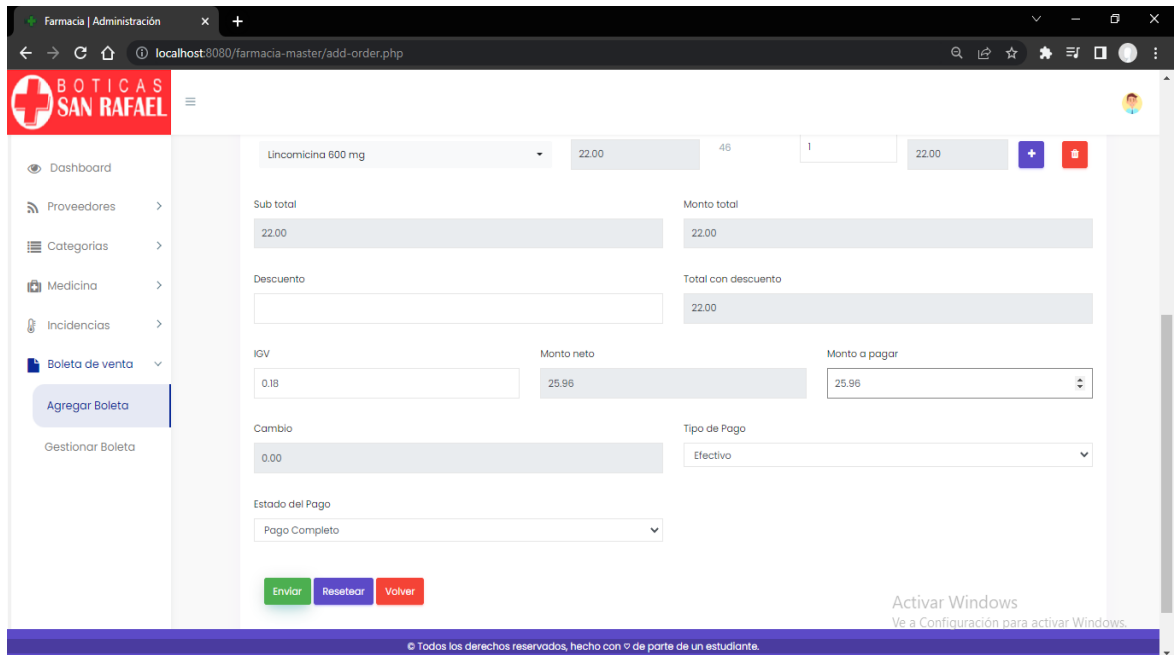 Farmacia | Administración
localhost:8080/farmacia-master/add-order.php
BOTICAS
SAN RAFAEL
Dashboard
Proveedores
Categorias
Medicina
Incidencias
Boleta de venta
Agregar Boleta
Gestionar Boleta
Lincomicina 600 mg 22.00 46 1 22.00
Sub total Monto total
22.00 22.00
Descuento Total con descuento
22.00
IGV Monto neto Monto a pagar
0.18 25.96 25.96
Cambio Tipo de Pago
0.00 Efectivo
Estado del Pago
Pago Completo
Enviar Resetear Volver
Activar Windows
Ve a Configuración para activar Windows.
© Todos los derechos reservados, hecho con ♡ de parte de un estudiante.